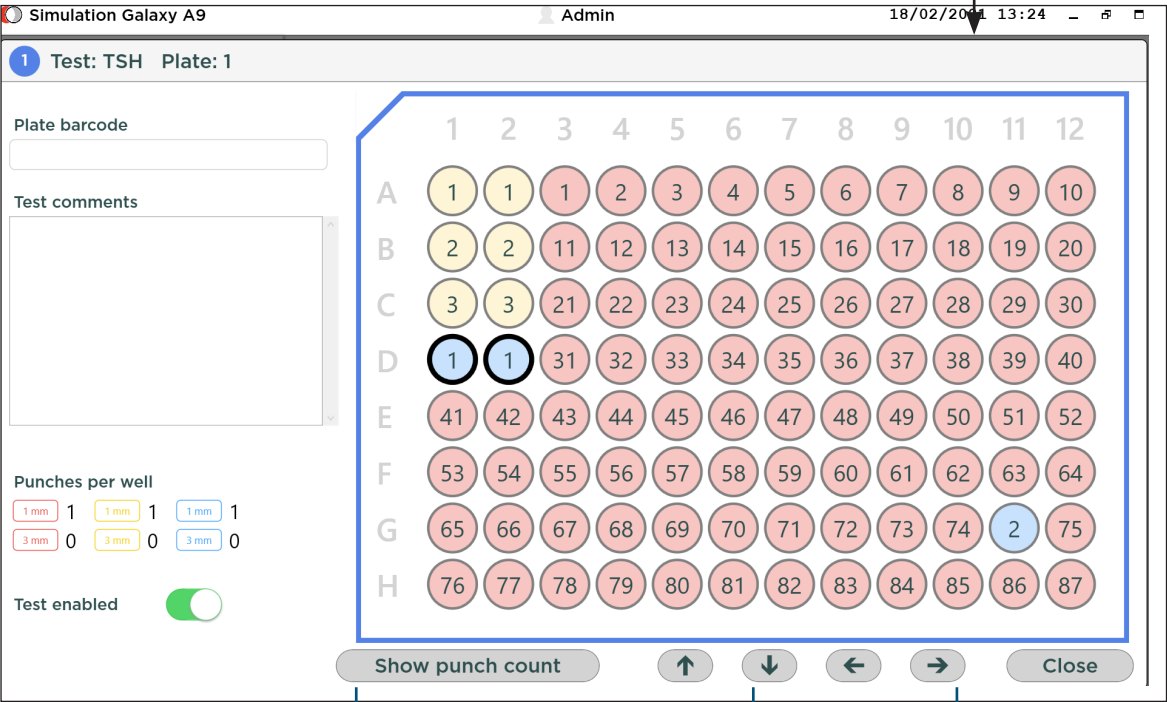 Simulation Galaxy A9 Admin 18/02/2021 13:24
1 Test: TSH Plate: 1
Plate barcode
Test comments
Punches per well
1 mm 1 1 mm 1 1 mm 1
3 mm 0 3 mm 0 3 mm 0
Test enabled
1 2 3 4 5 6 7 8 9 10 11 12
A 1 1 1 2 3 4 5 6 7 8 9 10
B 2 2 11 12 13 14 15 16 17 18 19 20
C 3 3 21 22 23 24 25 26 27 28 29 30
D 1 1 31 32 33 34 35 36 37 38 39 40
E 41 42 43 44 45 46 47 48 49 50 51 52
F 53 54 55 56 57 58 59 60 61 62 63 64
G 65 66 67 68 69 70 71 72 73 74 2 75
H 76 77 78 79 80 81 82 83 84 85 86 87
Show punch count Close